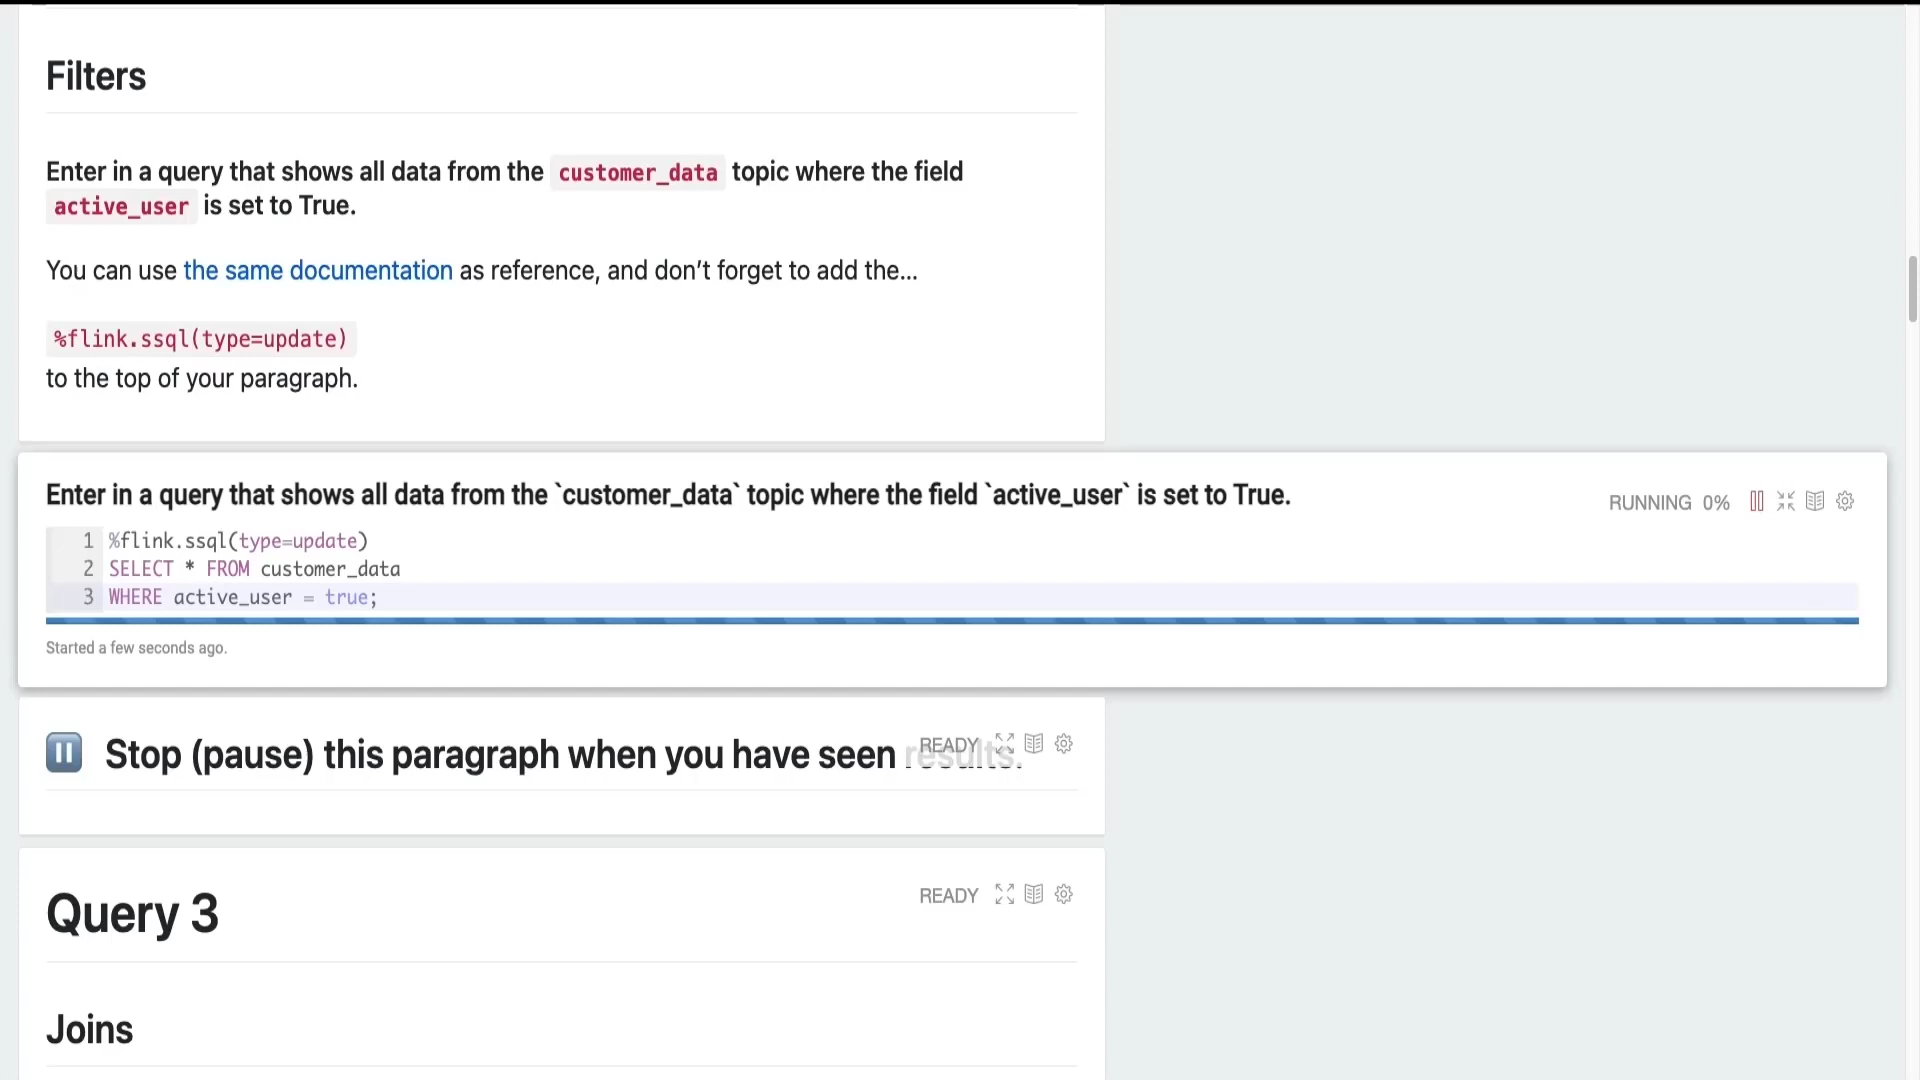 Filters
Enter in a query that shows all data from the customer_data topic where the field
active_user is set to True.
You can use the same documentation as reference, and don’t forget to add the...
%flink.ssql(type=update)
to the top of your paragraph.
Enter in a query that shows all data from the `customer_data` topic where the field `active_user` is set to True.
RUNNING 0%
1 %flink.ssql(type=update)
2 SELECT * FROM customer_data
3 WHERE active_user = true;
Started a few seconds ago.
Stop (pause) this paragraph when you have seen results.
READY
Query 3
READY
Joins